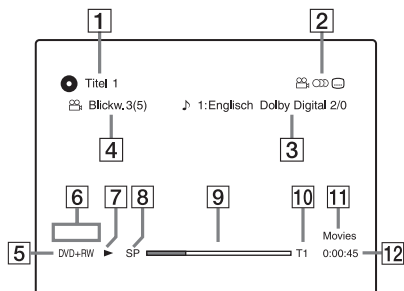 1 2
Titel 1
Blickw. 3(5) ♪ 1:Englisch Dolby Digital 2/0
4 3
6 7 8 9 10 11
Movies
5 DVD+RW ► SP T1 0:00:45 12